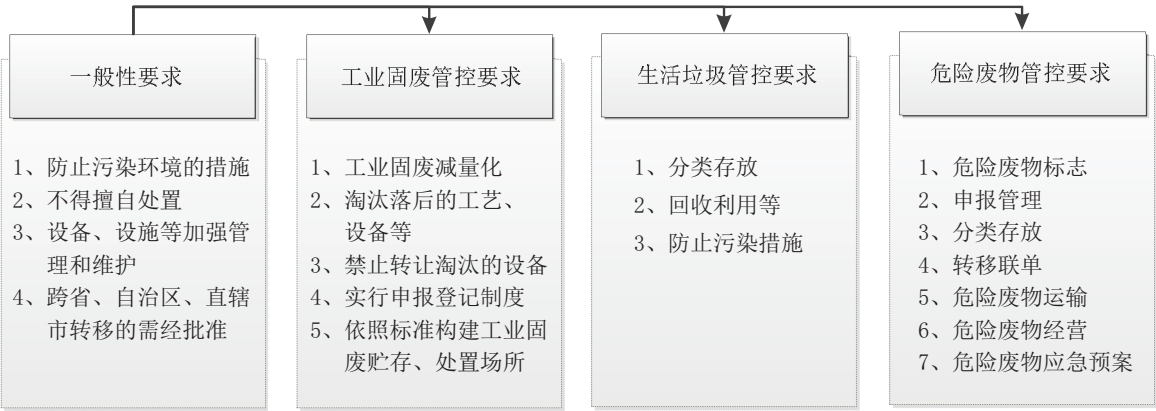 一般性要求
1、防止污染环境的措施
2、不得擅自处置
3、设备、设施等加强管
理和维护
4、跨省、自治区、直辖
市转移的需经批准
工业固废管控要求
1、工业固废减量化
2、淘汰落后的工艺、
设备等
3、禁止转让淘汰的设备
4、实行申报登记制度
5、依照标准构建工业固
废贮存、处置场所
生活垃圾管控要求
1、分类存放
2、回收利用等
3、防止污染措施
危险废物管控要求
1、危险废物标志
2、申报管理
3、分类存放
4、转移联单
5、危险废物运输
6、危险废物经营
7、危险废物应急预案